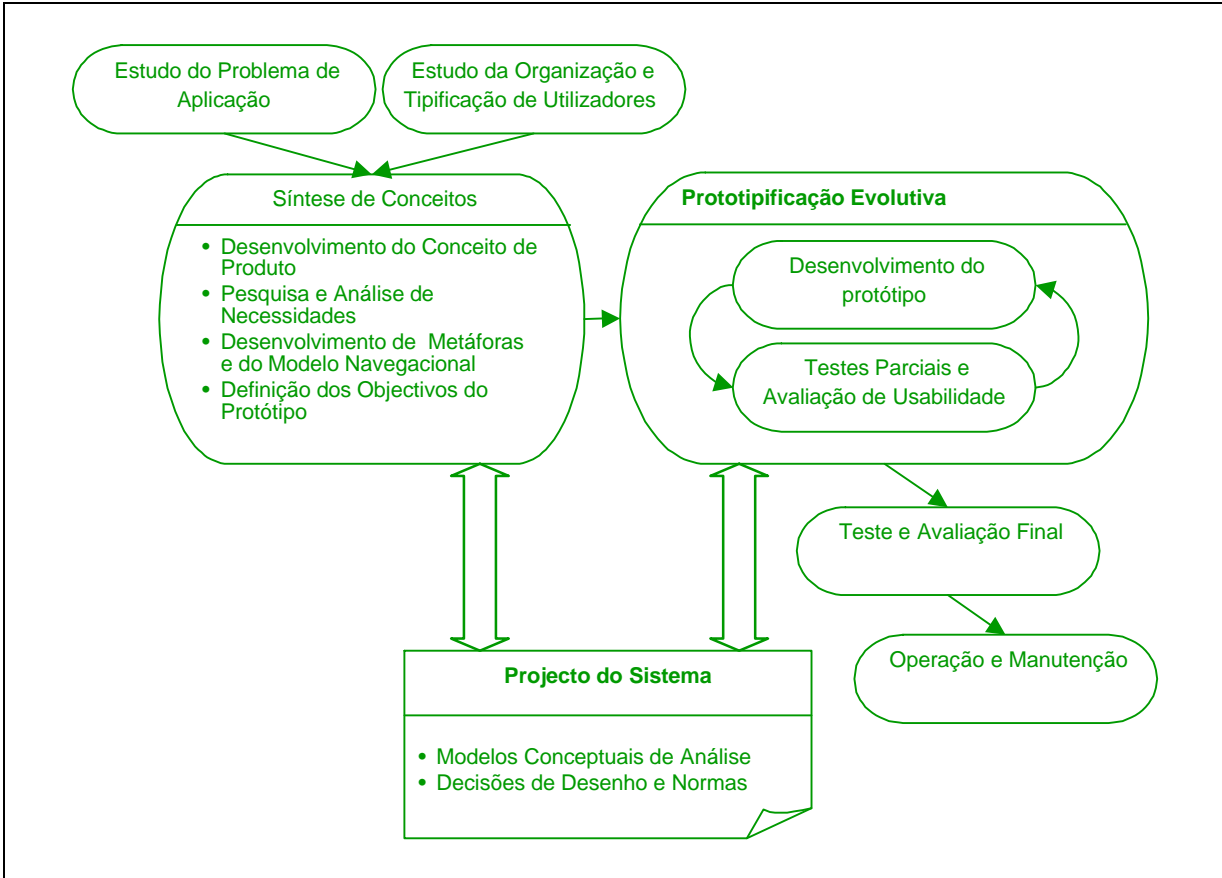 Estudo do Problema de
Aplicação
Estudo da Organização e
Tipificação de Utilizadores
Síntese de Conceitos
• Desenvolvimento do Conceito de
Produto
• Pesquisa e Análise de
Necessidades
• Desenvolvimento de Metáforas
e do Modelo Navegacional
• Definição dos Objectivos do
Protótipo
Prototipificação Evolutiva
Desenvolvimento do
protótipo
Testes Parciais e
Avaliação de Usabilidade
Teste e Avaliação Final
Operação e Manutenção
Projecto do Sistema
• Modelos Conceptuais de Análise
• Decisões de Desenho e Normas